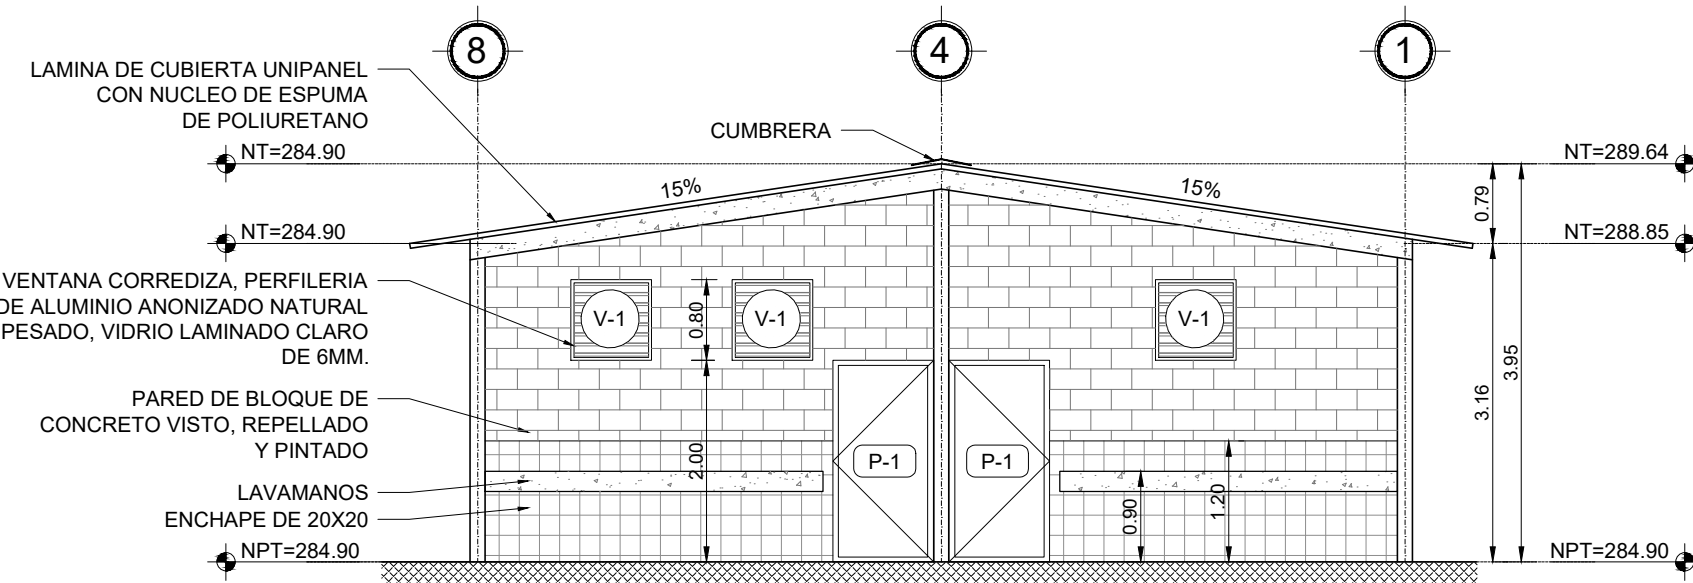 8
4
1
LAMINA DE CUBIERTA UNIPANEL
CON NUCLEO DE ESPUMA
DE POLIURETANO
CUMBRERA
NT=284.90
NT=289.64
15%
15%
0.79
NT=284.90
NT=288.85
VENTANA CORREDIZA, PERFILERIA
DE ALUMINIO ANONIZADO NATURAL
PESADO, VIDRIO LAMINADO CLARO
DE 6MM.
V-1
V-1
0.80
V-1
3.95
3.16
PARED DE BLOQUE DE
CONCRETO VISTO, REPELLADO
Y PINTADO
2.00
P-1
P-1
LAVAMANOS
ENCHAPE DE 20X20
0.90
1.20
NPT=284.90
NPT=284.90